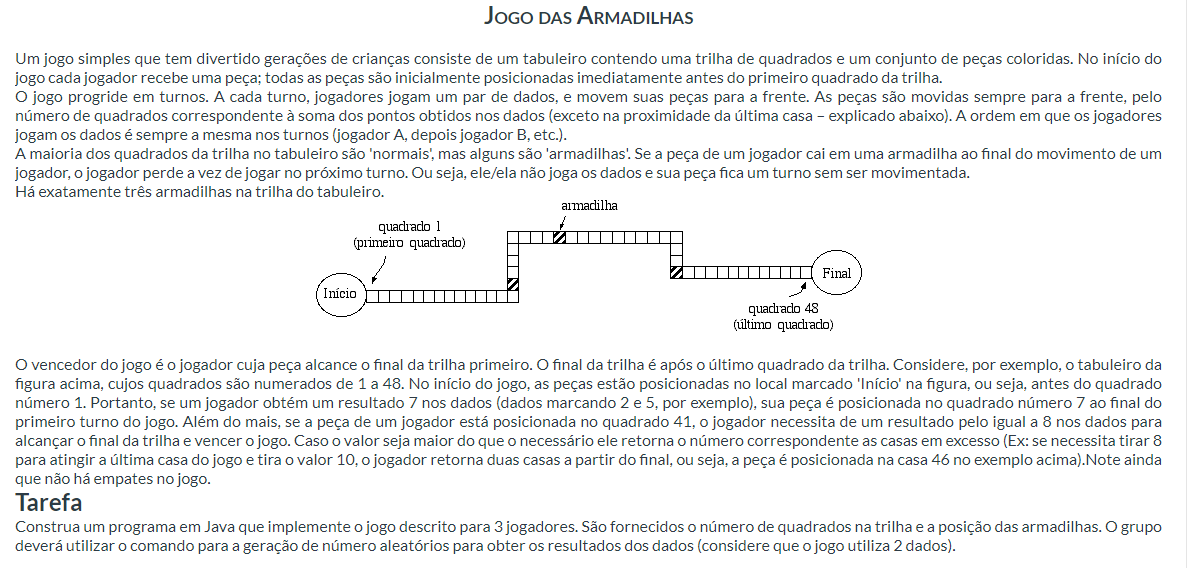 JOGO DAS ARMADILHAS
Um jogo simples que tem divertido gerações de crianças consiste de um tabuleiro contendo uma trilha de quadrados e um conjunto de peças coloridas. No início do
jogo cada jogador recebe uma peça; todas as peças são inicialmente posicionadas imediatamente antes do primeiro quadrado da trilha.
O jogo progride em turnos. A cada turno, jogadores jogam um par de dados, e movem suas peças para a frente. As peças são movidas sempre para a frente, pelo
número de quadrados correspondente à soma dos pontos obtidos nos dados (exceto na proximidade da última casa – explicado abaixo). A ordem em que os jogadores
jogam os dados é sempre a mesma nos turnos (jogador A, depois jogador B, etc.).
A maioria dos quadrados da trilha no tabuleiro são 'normais', mas alguns são 'armadilhas'. Se a peça de um jogador cai em uma armadilha ao final do movimento de um
jogador, o jogador perde a vez de jogar no próximo turno. Ou seja, ele/ela não joga os dados e sua peça fica um turno sem ser movimentada.
Há exatamente três armadilhas na trilha do tabuleiro.
armadilha
quadrado 1
(primeiro quadrado)
Início
Final
quadrado 48
(último quadrado)
O vencedor do jogo é o jogador cuja peça alcance o final da trilha primeiro. O final da trilha é após o último quadrado da trilha. Considere, por exemplo, o tabuleiro da
figura acima, cujos quadrados são numerados de 1 a 48. No início do jogo, as peças estão posicionadas no local marcado 'Início' na figura, ou seja, antes do quadrado
número 1. Portanto, se um jogador obtém um resultado 7 nos dados (dados marcando 2 e 5, por exemplo), sua peça é posicionada no quadrado número 7 ao final do
primeiro turno do jogo. Além do mais, se a peça de um jogador está posicionada no quadrado 41, o jogador necessita de um resultado pelo igual a 8 nos dados para
alcançar o final da trilha e vencer o jogo. Caso o valor seja maior do que o necessário ele retorna o número correspondente as casas em excesso (Ex: se necessita tirar 8
para atingir a última casa do jogo e tira o valor 10, o jogador retorna duas casas a partir do final, ou seja, a peça é posicionada na casa 46 no exemplo acima).Note ainda
que não há empates no jogo.
Tarefa
Construa um programa em Java que implemente o jogo descrito para 3 jogadores. São fornecidos o número de quadrados na trilha e a posição das armadilhas. O grupo
deverá utilizar o comando para a geração de número aleatórios para obter os resultados dos dados (considere que o jogo utiliza 2 dados).